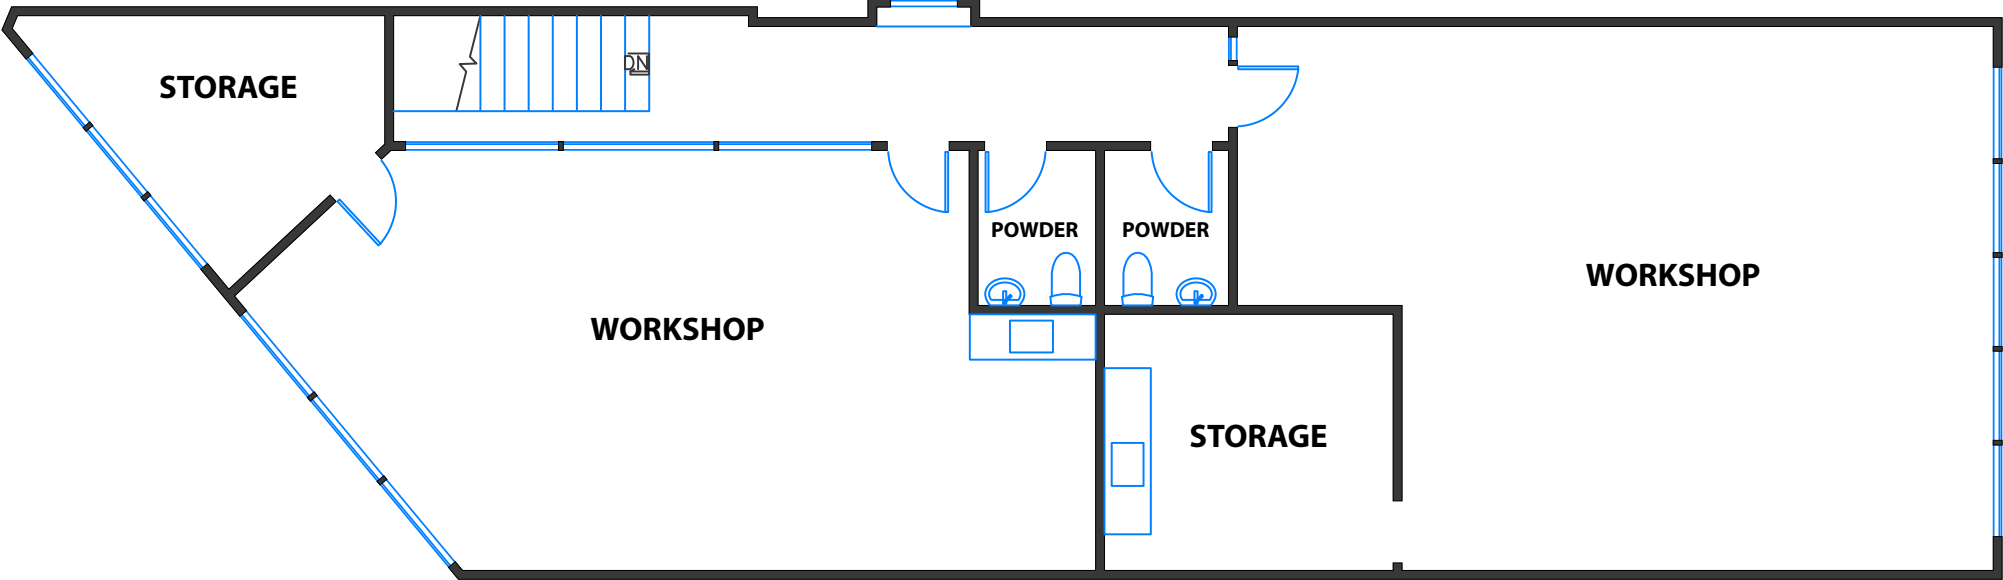 STORAGE
DN
POWDER
POWDER
WORKSHOP
WORKSHOP
STORAGE